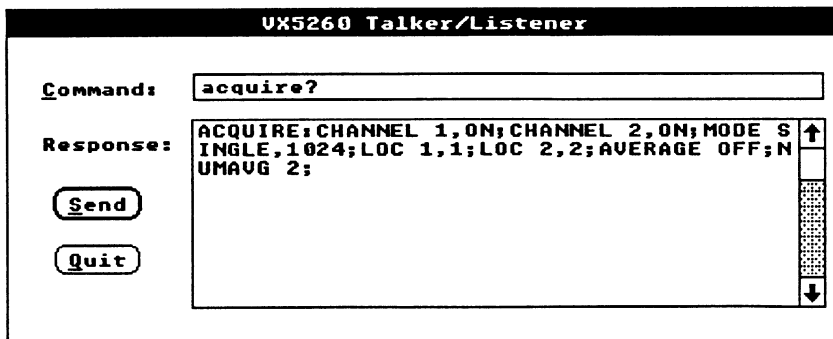 VX5260 Talker/Listener
Command: acquire?
Response: ACQUIRE:CHANNEL 1,ON;CHANNEL 2,ON;MODE S
INGLE,1024;LOC 1,1;LOC 2,2;AVERAGE OFF;N
UMAVG 2;
Send
Quit